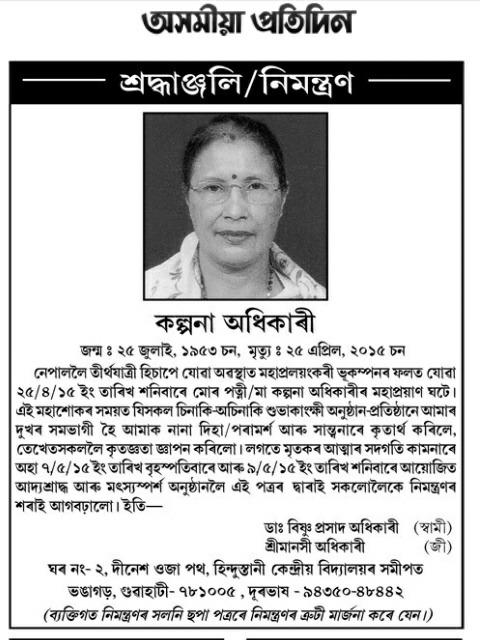 অসমীয়া প্ৰতিদিন
শ্ৰদ্ধাঞ্জলি/নিমন্ত্ৰণ
কল্পনা অধিকাৰী
জন্ম ঃ ২৫ জুলাই, ১৯৫৩ চন, মৃত্যু ঃ ২৫ এপ্ৰিল, ২০১৫ চন
নেপাললৈ তীৰ্থযাত্ৰী হিচাপে যোৱা অৱস্থাত মহাপ্ৰলয়ংকৰী ভূকম্পনৰ ফলত যোৱা
২৫/৪/১৫ ইং তাৰিখ শনিবাৰে মোৰ পত্নী/মা কল্পনা অধিকাৰীৰ মহাপ্ৰয়াণ ঘটে।
এই মহাশোকৰ সময়ত যিসকল চিনাকি-অচিনাকি শুভাকাংক্ষী অনুষ্ঠান-প্ৰতিষ্ঠানে আমাৰ
দুখৰ সমভাগী হৈ আমাক নানা দিহা/পৰামৰ্শ আৰু সান্ত্বনাৰে কৃতাৰ্থ কৰিলে,
তেখেতসকললৈ কৃতজ্ঞতা জ্ঞাপন কৰিলো। লগতে মৃতকৰ আত্মাৰ সদগতি কামনাৰে
অহা ৭/৫/১৫ ইং তাৰিখ বৃহস্পতিবাৰে আৰু ৯/৫/১৫ ইং তাৰিখ শনিবাৰে আয়োজিত
আদ্যশ্ৰাদ্ধ আৰু মৎস্যস্পৰ্শ অনুষ্ঠানলৈ এই পত্ৰৰ দ্বাৰাই সকলোলৈকে নিমন্ত্ৰণৰ
শৰাই আগবঢ়ালো। ইতি—
ডাঃ বিষ্ণু প্ৰসাদ অধিকাৰী (স্বামী)
শ্ৰীমানসী অধিকাৰী (জী)
ঘৰ নং- ২, দীনেশ ওজা পথ, হিন্দুস্তানী কেন্দ্ৰীয় বিদ্যালয়ৰ সমীপত
ভঙাগড়, গুৱাহাটী- ৭৮১০০৫, দূৰভাষ - ৯৪৩৫০-৪৮৪৪২
(ব্যক্তিগত নিমন্ত্ৰণৰ সলনি ছপা পত্ৰৰে নিমন্ত্ৰণৰ ত্ৰুটী মাৰ্জনা কৰে যেন।)